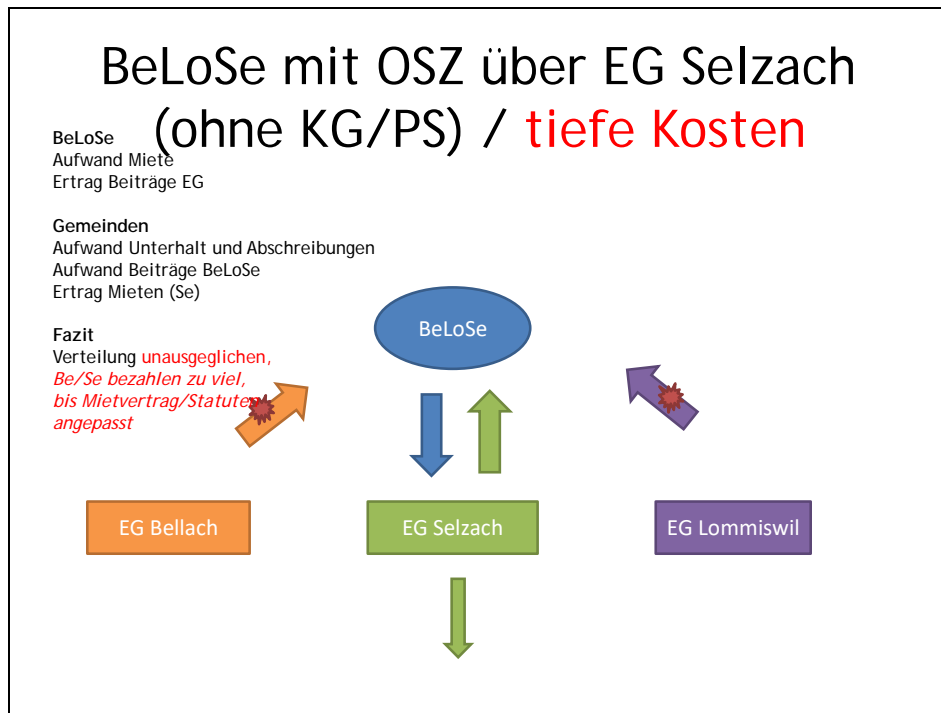 BeLoSe mit OSZ über EG Selzach
(ohne KG/PS) / tiefe Kosten
BeLoSe
Aufwand Miete
Ertrag Beiträge EG
Gemeinden
Aufwand Unterhalt und Abschreibungen
Aufwand Beiträge BeLoSe
Ertrag Mieten (Se)
Fazit
Verteilung unausgeglichen,
Be/Se bezahlen zu viel,
bis Mietvertrag/Statuten
angepasst
BeLoSe
EG Bellach
EG Selzach
EG Lommiswil